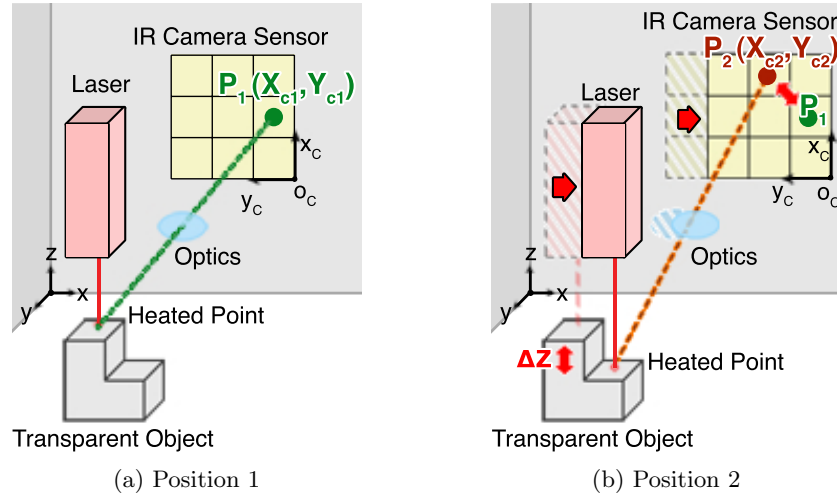 IR Camera Sensor
Laser
P1 (Xc1, Yc1)
xC
yC
oC
Optics
z
x
y
Heated Point
Transparent Object
(a) Position 1
IR Camera Sensor
P2 (Xc2, Yc2)
Laser
P1
xC
yC
oC
Optics
z
x
y
ΔZ
Heated Point
Transparent Object
(b) Position 2